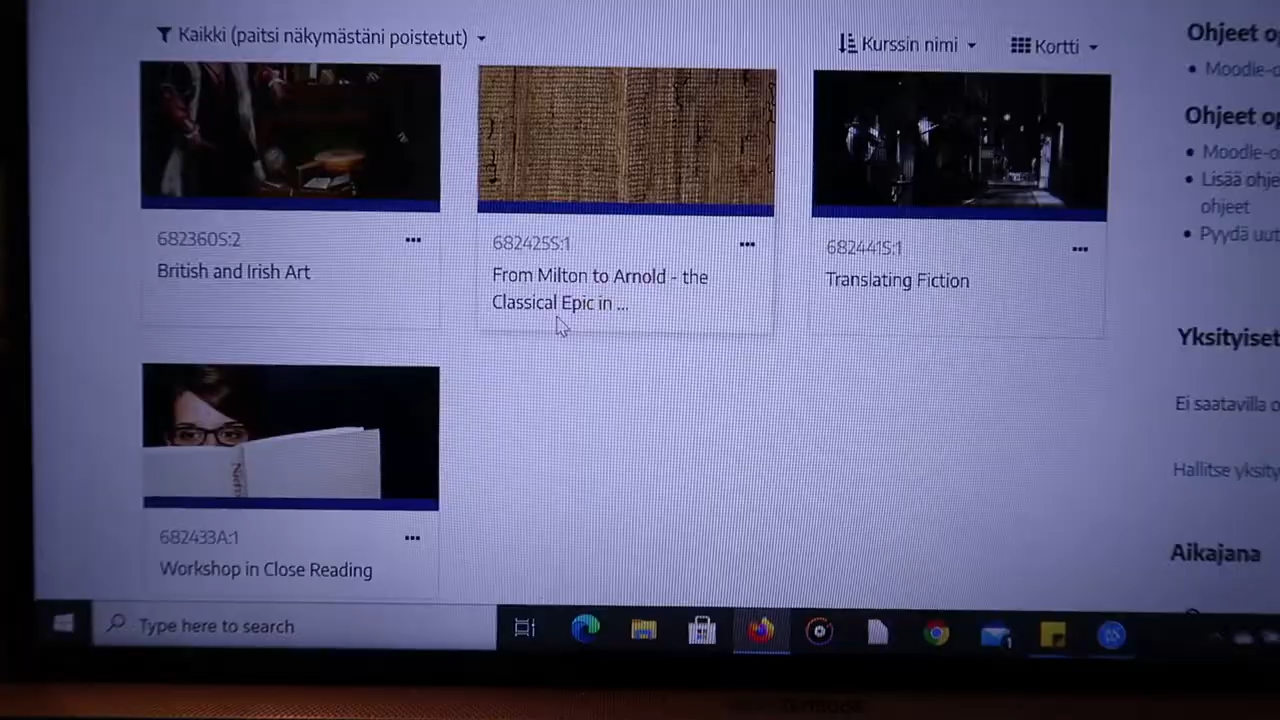 Kaikki (paitsi näkymästäni poistetut)
Kurssin nimi
Kortti
682360S:2
British and Irish Art
682425S:1
From Milton to Arnold - the
Classical Epic in ...
682441S:1
Translating Fiction
682433A:1
Workshop in Close Reading
Ohjeet o
Moodle-o
Ohjeet o
Moodle-o
Lisää ohje
ohjeet
Pyydä uut
Yksityiset
Ei saatavilla o
Hallitse yksity
Aikajana
Type here to search
1